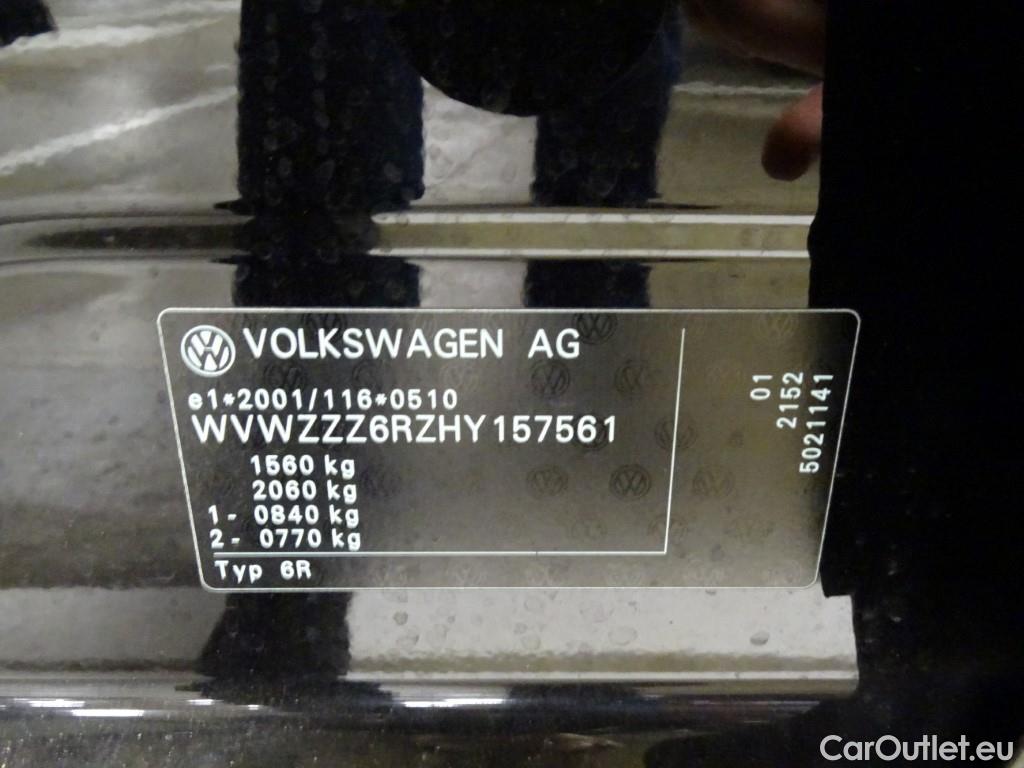 VOLKSWAGEN AG
e1*2001/116*0510
WVWZZZ6RZHY157561
1560 kg
2060 kg
1- 0840 kg
2- 0770 kg
Typ 6R
01
2152
5021141
CarOutlet.eu